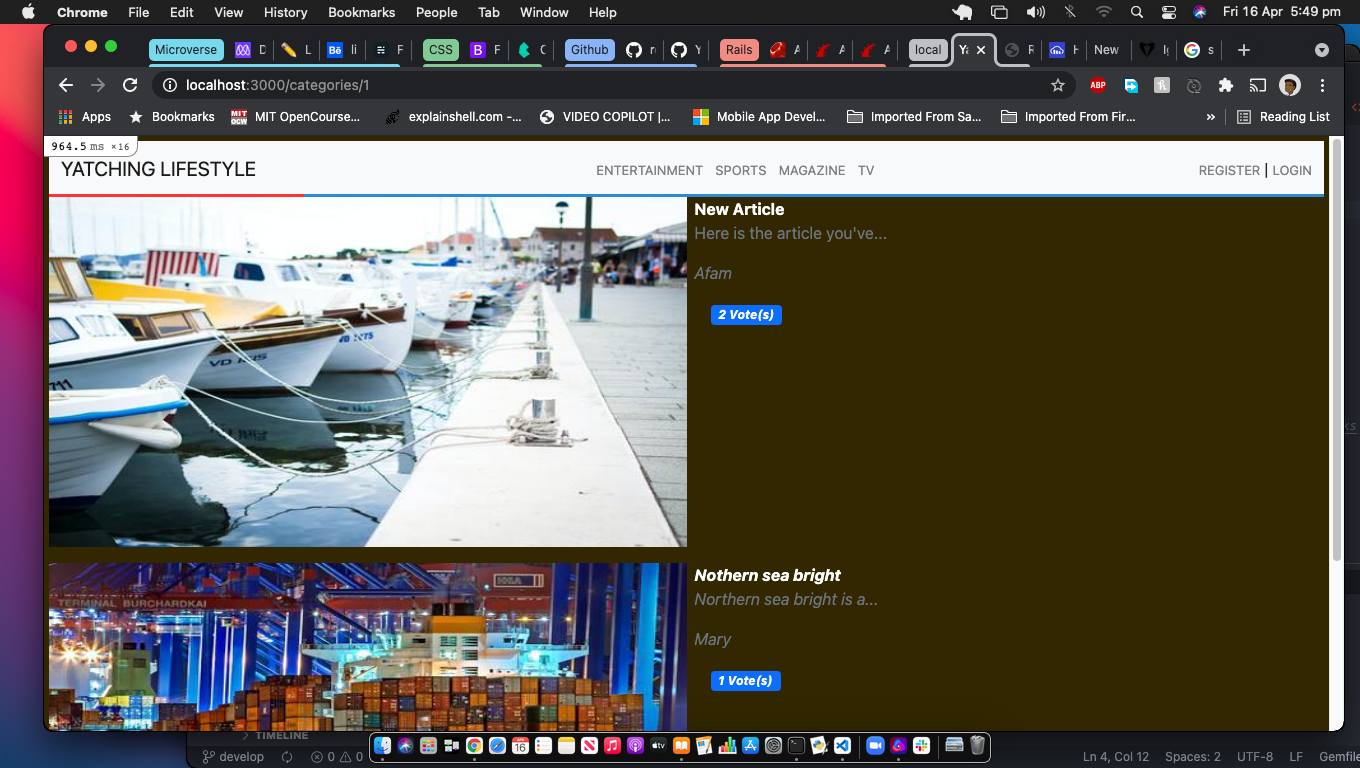 Chrome File Edit View History Bookmarks People Tab Window Help Fri 16 Apr 5:49 pm
Microverse D L li F CSS F C Github Y Rails A A A local Ya R H New s
localhost:3000/categories/1 ABP
Apps Bookmarks MIT OpenCourse... explainshell.com -... VIDEO COPILOT |... Mobile App Devel... Imported From Sa... Imported From Fir... » Reading List
964.5 ms ×16
YATCHING LIFESTYLE ENTERTAINMENT SPORTS MAGAZINE TV REGISTER | LOGIN
New Article
Here is the article you've...
Afam
2 Vote(s)
Nothern sea bright
Northern sea bright is a...
Mary
1 Vote(s)
TERMINAL BURCHARDKAI
TIMELINE
develop 0 0 Ln 4, Col 12 Spaces: 2 UTF-8 LF Gemfile